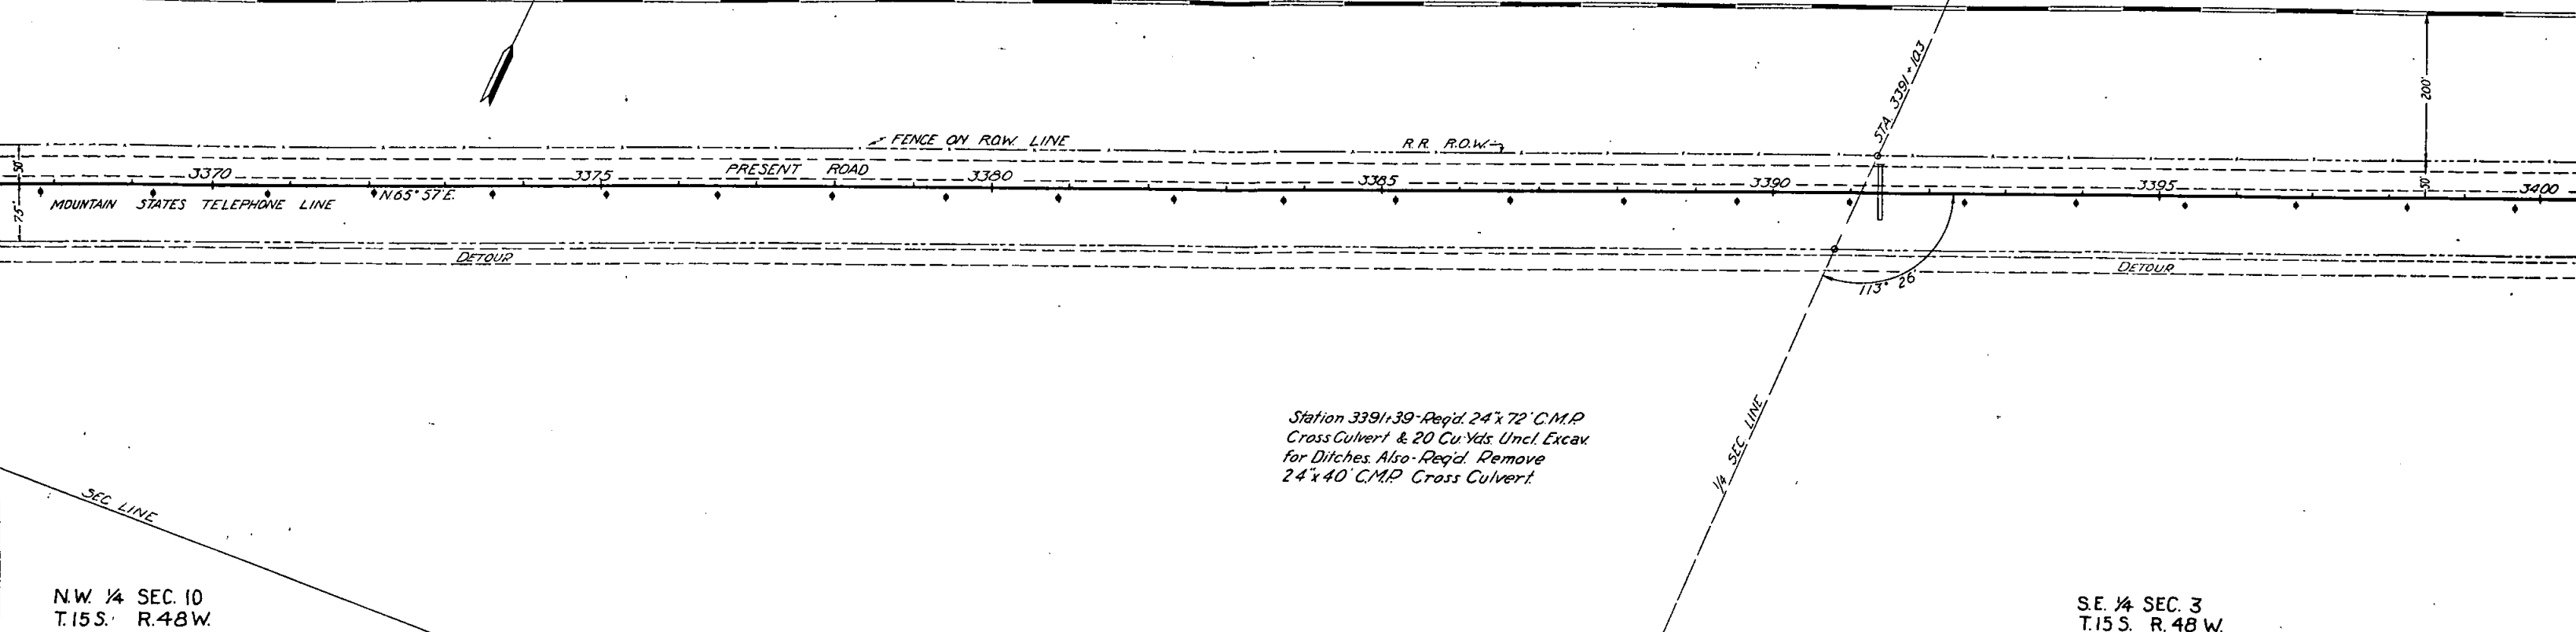 200'
STA. 3391+10.3
FENCE ON R.O.W. LINE
R.R. R.O.W.
50'
3370
3375
PRESENT ROAD
3380
3385
3390
3395
50'
3400
75'
MOUNTAIN STATES TELEPHONE LINE
N.65°57'E.
DETOUR
DETOUR
113° 26'
Station 3391+39-Req'd. 24"x 72' C.M.P.
Cross Culvert & 20 Cu. Yds. Uncl. Excav.
for Ditches. Also-Req'd. Remove
24"x 40' C.M.P. Cross Culvert.
1/4 SEC. LINE
SEC. LINE
N.W. 1/4 SEC. 10
T.15 S. R.48 W.
S.E. 1/4 SEC. 3
T.15 S. R. 48 W.